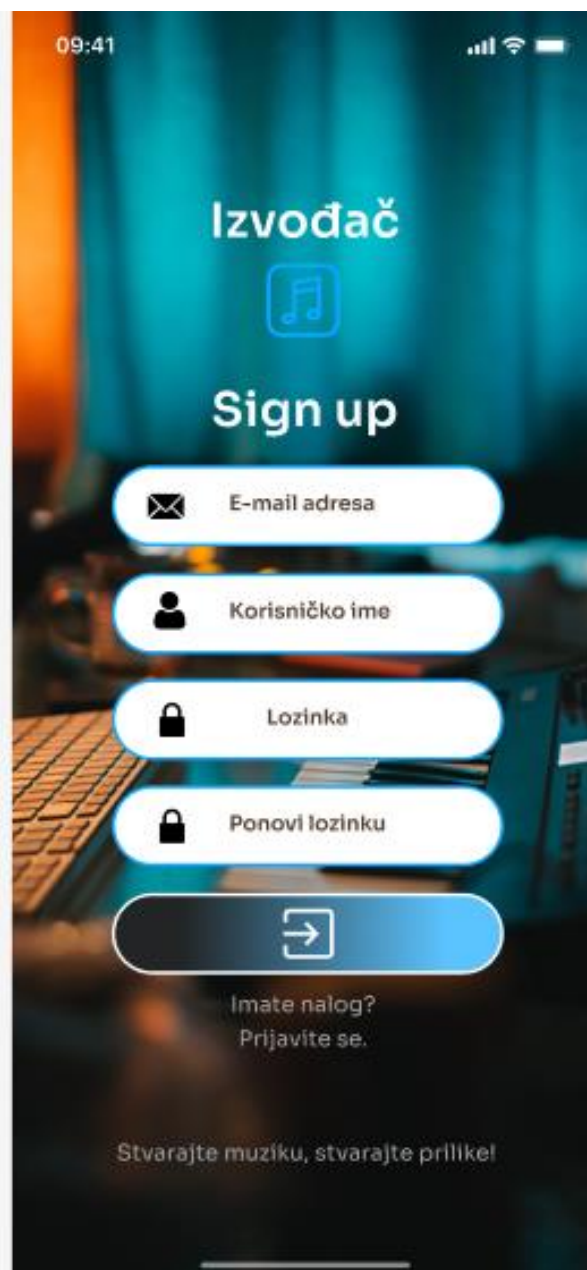 09:41
Izvođač
Sign up
E-mail adresa
Korisničko ime
Lozinka
Ponovi lozinku
Imate nalog?
Prijavite se.
Stvarajte muziku, stvarajte prilike!